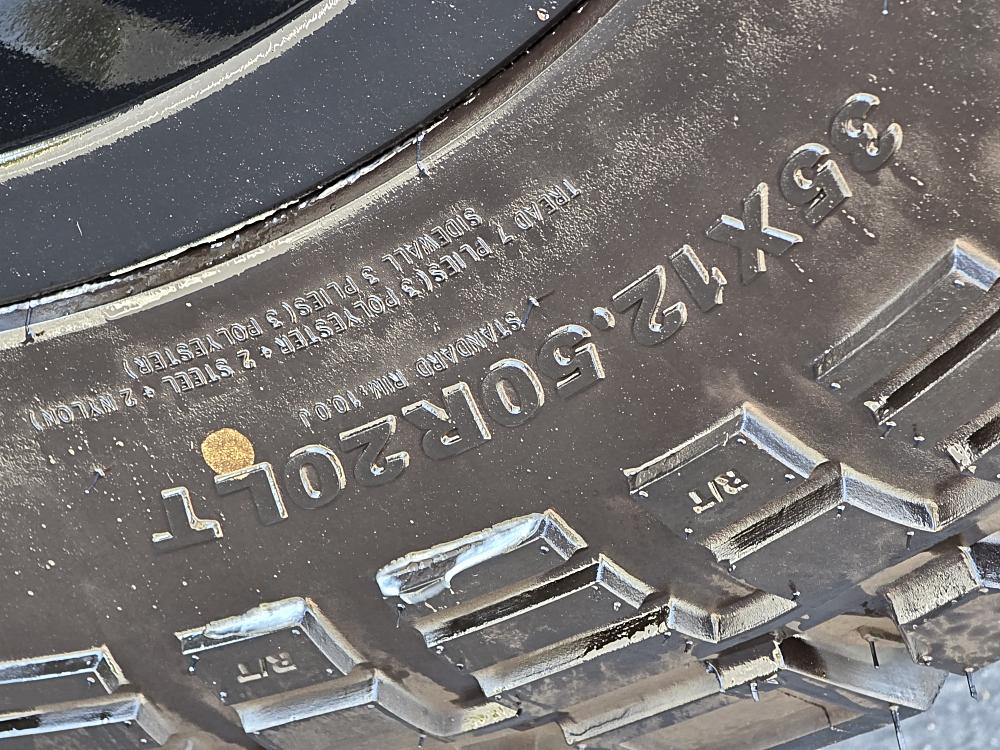 TREAD 7 PLIES(3 POLYESTER + 2 STEEL + 2 NYLON)
SIDEWALL 3 PLIES(3 POLYESTER)
STANDARD RIM: 10.0J
35X12.50R20LT
R/T
R/T